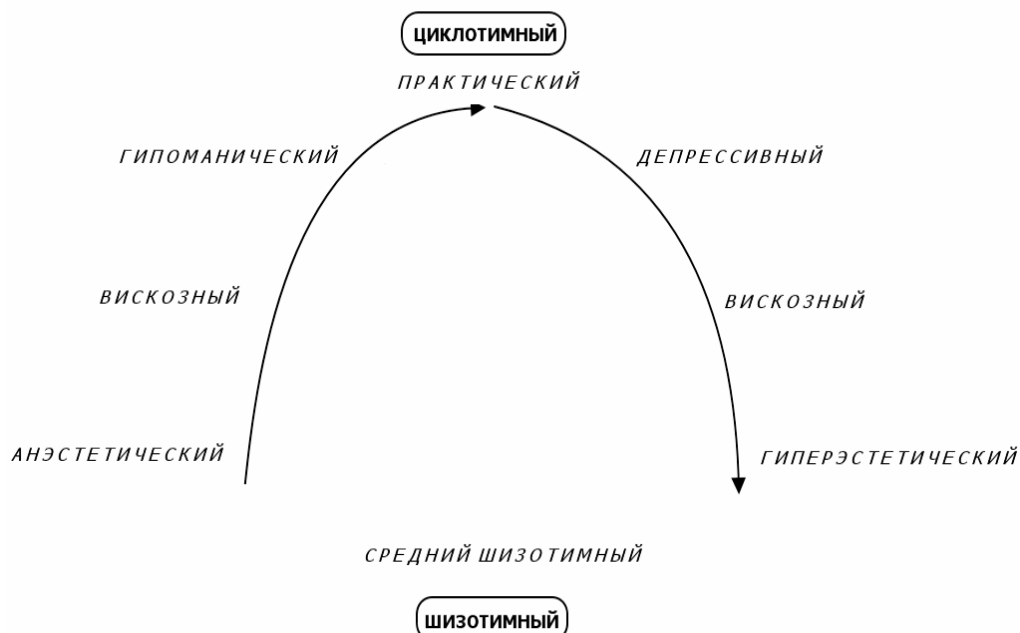 ЦИКЛОТИМНЫЙ
ПРАКТИЧЕСКИЙ
ГИПОМАНИЧЕСКИЙ
ДЕПРЕССИВНЫЙ
ВИСКОЗНЫЙ
ВИСКОЗНЫЙ
АНЭСТЕТИЧЕСКИЙ
ГИПЕРЭСТЕТИЧЕСКИЙ
СРЕДНИЙ ШИЗОТИМНЫЙ
ШИЗОТИМНЫЙ